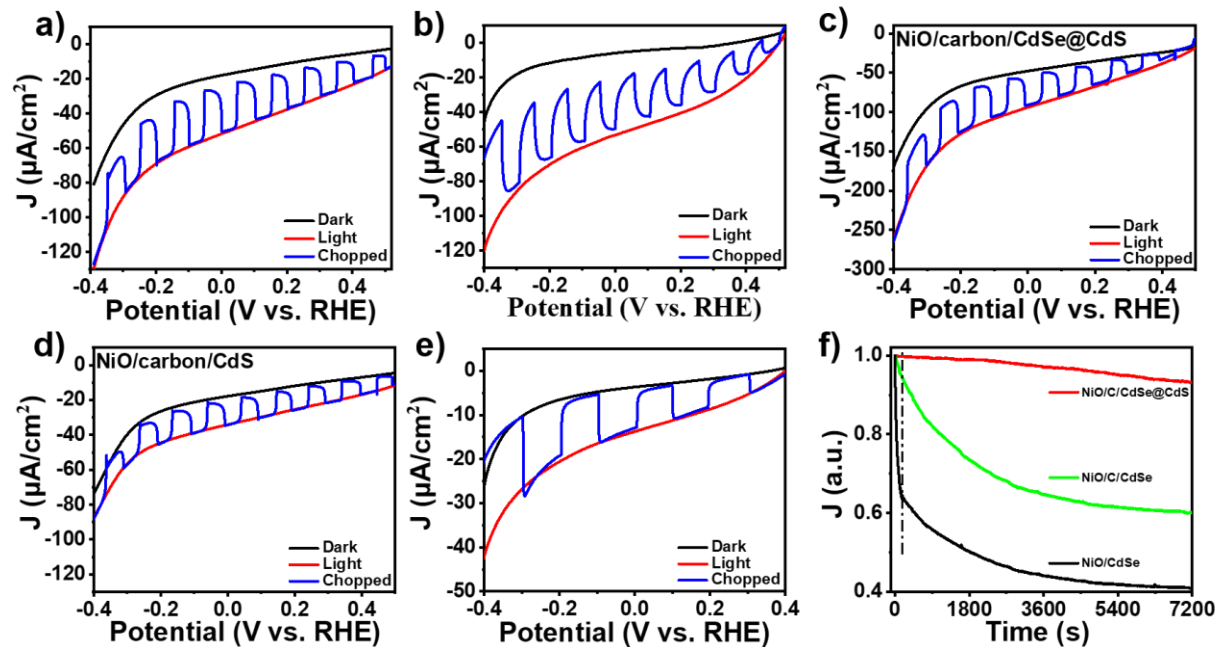 a)
0
-20
-40
-60
-80
-100
-120
J (µA/cm²)
Dark
Light
Chopped
-0.4 -0.2 0.0 0.2 0.4
Potential (V vs. RHE)
b)
0
-20
-40
-60
-80
-100
-120
J (µA/cm²)
Dark
Light
Chopped
-0.4 -0.2 0.0 0.2 0.4
Potential (V vs. RHE)
c)
NiO/carbon/CdSe@CdS
0
-50
-100
-150
-200
-250
-300
J (µA/cm²)
Dark
Light
Chopped
-0.4 -0.2 0.0 0.2 0.4
Potential (V vs. RHE)
d)
NiO/carbon/CdS
0
-20
-40
-60
-80
-100
-120
J (µA/cm²)
Dark
Light
Chopped
-0.4 -0.2 0.0 0.2 0.4
Potential (V vs. RHE)
e)
0
-10
-20
-30
-40
-50
J (µA/cm²)
Dark
Light
Chopped
-0.4 -0.2 0.0 0.2 0.4
Potential (V vs. RHE)
f)
1.0
0.8
0.6
0.4
J (a.u.)
NiO/C/CdSe@CdS
NiO/C/CdSe
NiO/CdSe
0 1800 3600 5400 7200
Time (s)